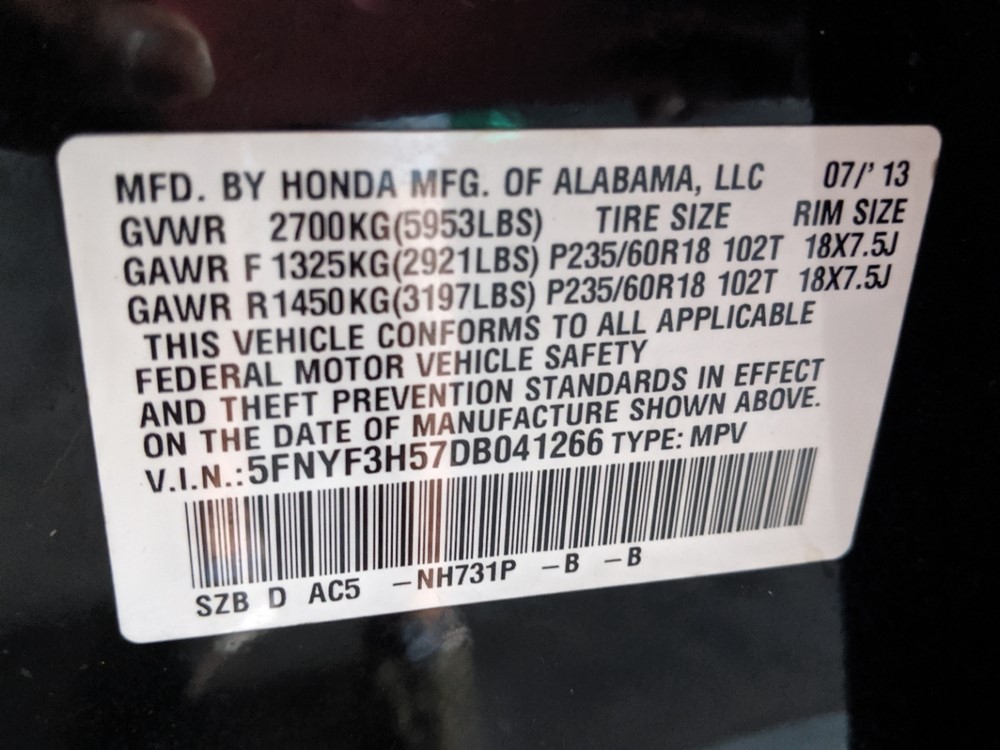 MFD. BY HONDA MFG. OF ALABAMA, LLC 07/' 13
GVWR 2700KG(5953LBS) TIRE SIZE RIM SIZE
GAWR F 1325KG(2921LBS) P235/60R18 102T 18X7.5J
GAWR R1450KG(3197LBS) P235/60R18 102T 18X7.5J
THIS VEHICLE CONFORMS TO ALL APPLICABLE
FEDERAL MOTOR VEHICLE SAFETY
AND THEFT PREVENTION STANDARDS IN EFFECT
ON THE DATE OF MANUFACTURE SHOWN ABOVE.
V.I.N.:5FNYF3H57DB041266 TYPE: MPV
SZB D AC5 –NH731P –B –B